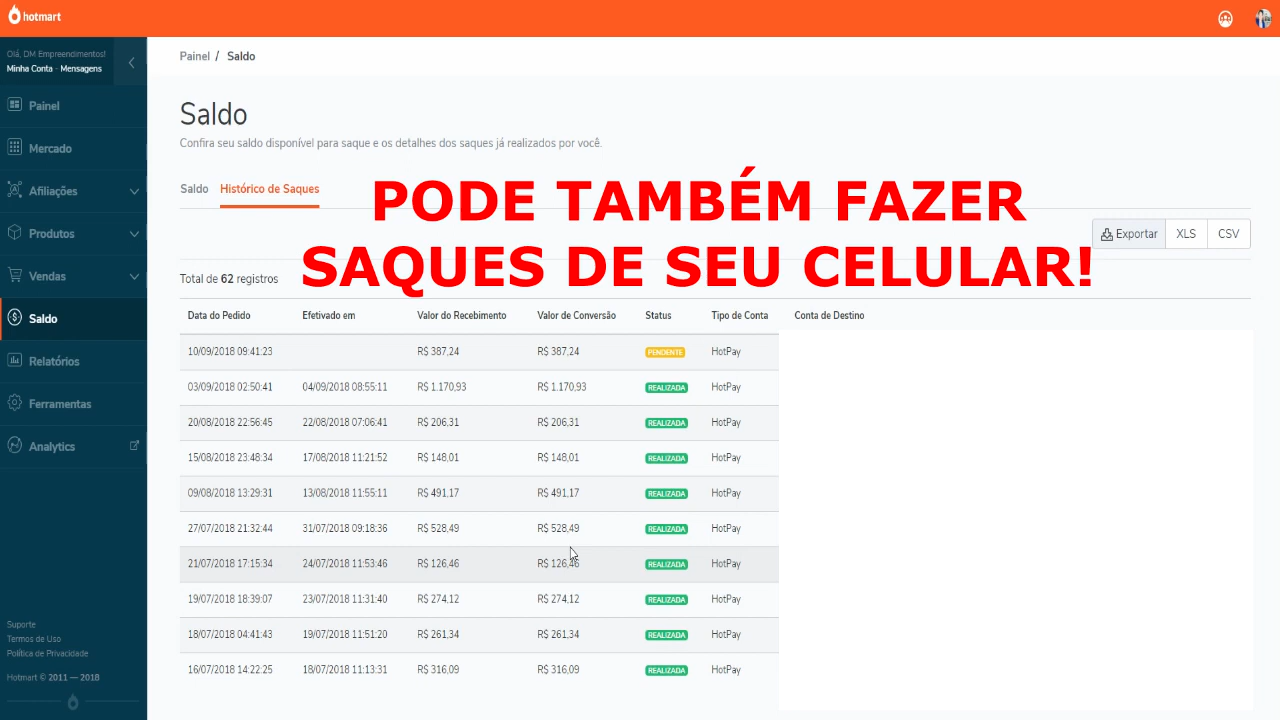 hotmart
Olá, DM Empreendimentos!
Minha Conta - Mensagens
Painel
Mercado
Afiliações
Produtos
Vendas
Saldo
Relatórios
Ferramentas
Analytics
Suporte
Termos de Uso
Política de Privacidade
Hotmart © 2011 — 2018
Painel / Saldo
Saldo
Confira seu saldo disponível para saque e os detalhes dos saques já realizados por você.
Saldo Histórico de Saques
PODE TAMBÉM FAZER
SAQUES DE SEU CELULAR!
Exportar XLS CSV
Total de 62 registros
Data do Pedido Efetivado em Valor do Recebimento Valor de Conversão Status Tipo de Conta Conta de Destino
10/09/2018 09:41:23 R$ 387,24 R$ 387,24 PENDENTE HotPay
03/09/2018 02:50:41 04/09/2018 08:55:11 R$ 1.170,93 R$ 1.170,93 REALIZADA HotPay
20/08/2018 22:56:45 22/08/2018 07:06:41 R$ 206,31 R$ 206,31 REALIZADA HotPay
15/08/2018 23:48:34 17/08/2018 11:21:52 R$ 148,01 R$ 148,01 REALIZADA HotPay
09/08/2018 13:29:31 13/08/2018 11:55:11 R$ 491,17 R$ 491,17 REALIZADA HotPay
27/07/2018 21:32:44 31/07/2018 09:18:36 R$ 528,49 R$ 528,49 REALIZADA HotPay
21/07/2018 17:15:34 24/07/2018 11:53:46 R$ 126,46 R$ 126,46 REALIZADA HotPay
19/07/2018 18:39:07 23/07/2018 11:31:40 R$ 274,12 R$ 274,12 REALIZADA HotPay
18/07/2018 04:41:43 19/07/2018 11:51:20 R$ 261,34 R$ 261,34 REALIZADA HotPay
16/07/2018 14:22:25 18/07/2018 11:13:31 R$ 316,09 R$ 316,09 REALIZADA HotPay